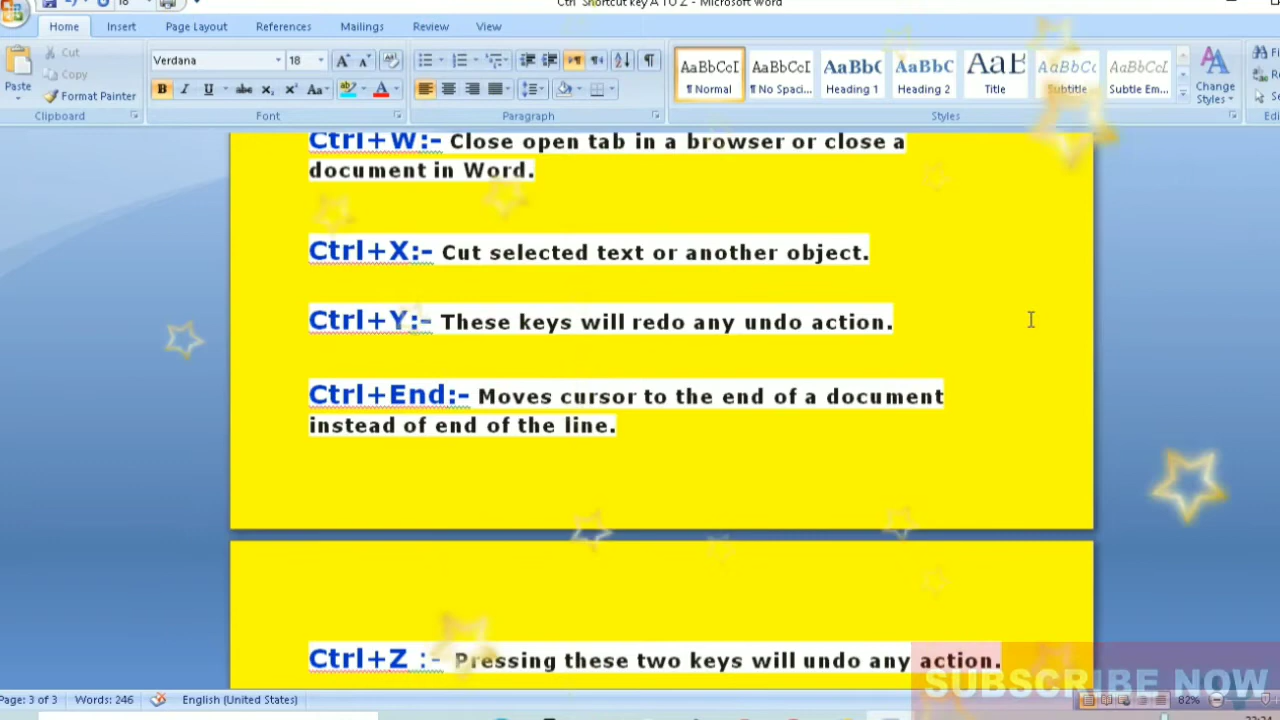 Ctrl Shortcut key A TO Z - Microsoft Word
Home Insert Page Layout References Mailings Review View
Paste
Cut
Copy
Format Painter
Clipboard
Verdana 18
Font
Paragraph
AaBbCcI AaBbCcI AaBbC AaBbC AaB AaBbCc AaBbCcI
¶ Normal ¶ No Spaci... Heading 1 Heading 2 Title Subtitle Subtle Em...
Change
Styles
Styles
Ctrl+W:- Close open tab in a browser or close a
document in Word.
Ctrl+X:- Cut selected text or another object.
Ctrl+Y:- These keys will redo any undo action.
Ctrl+End:- Moves cursor to the end of a document
instead of end of the line.
Ctrl+Z :- Pressing these two keys will undo any action.
SUBSCRIBE NOW
Page: 3 of 3 Words: 246 English (United States) 82%